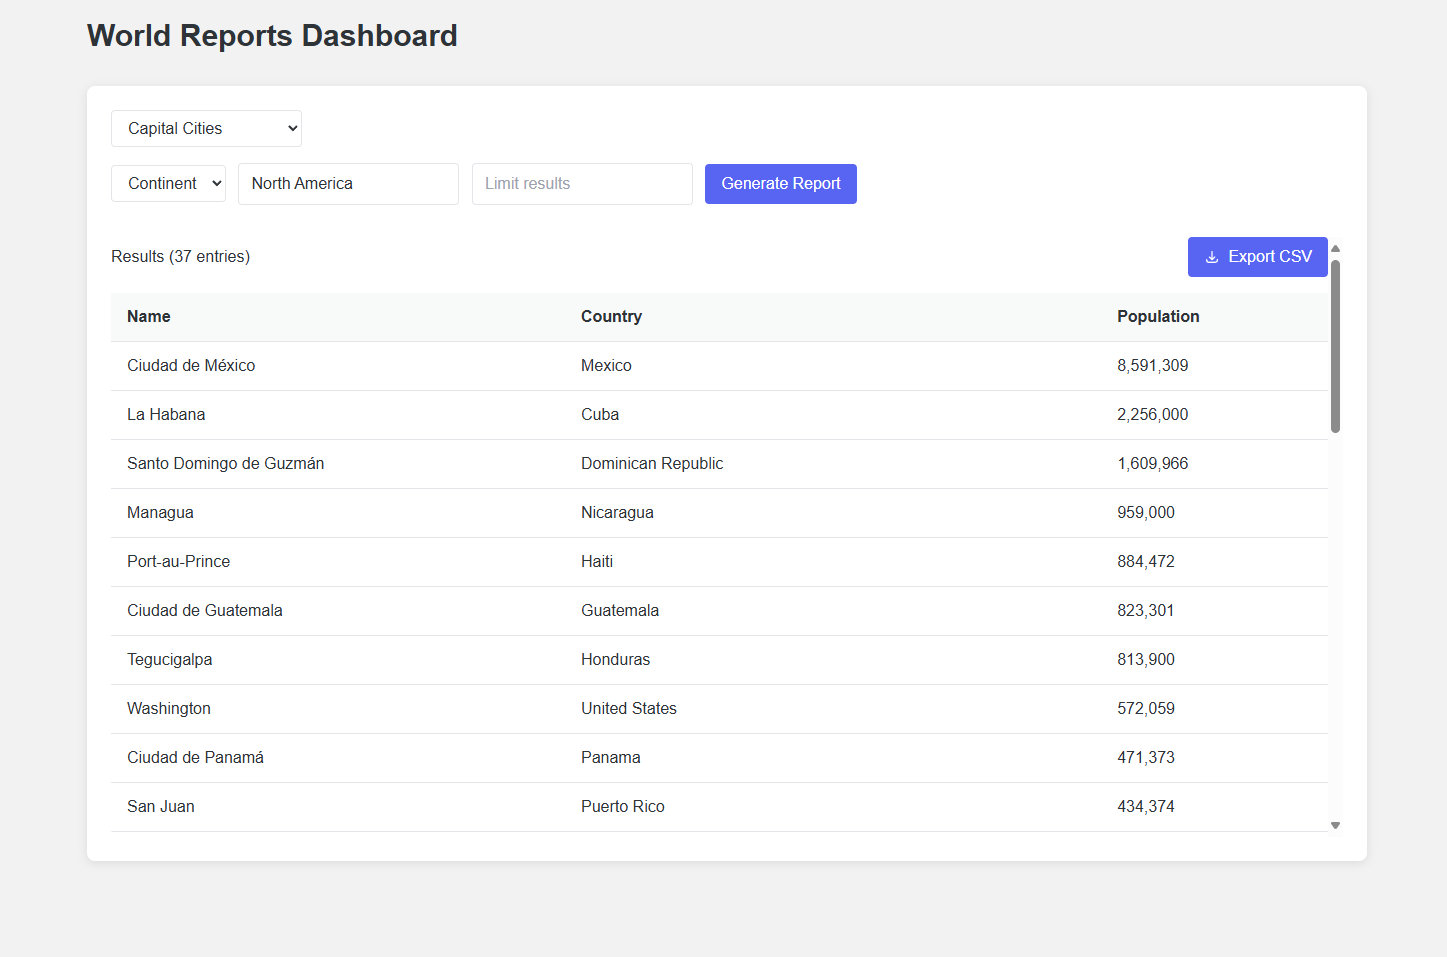 World Reports Dashboard
Capital Cities
Continent North America Limit results Generate Report
Results (37 entries) Export CSV
Name Country Population
Ciudad de México Mexico 8,591,309
La Habana Cuba 2,256,000
Santo Domingo de Guzmán Dominican Republic 1,609,966
Managua Nicaragua 959,000
Port-au-Prince Haiti 884,472
Ciudad de Guatemala Guatemala 823,301
Tegucigalpa Honduras 813,900
Washington United States 572,059
Ciudad de Panamá Panama 471,373
San Juan Puerto Rico 434,374